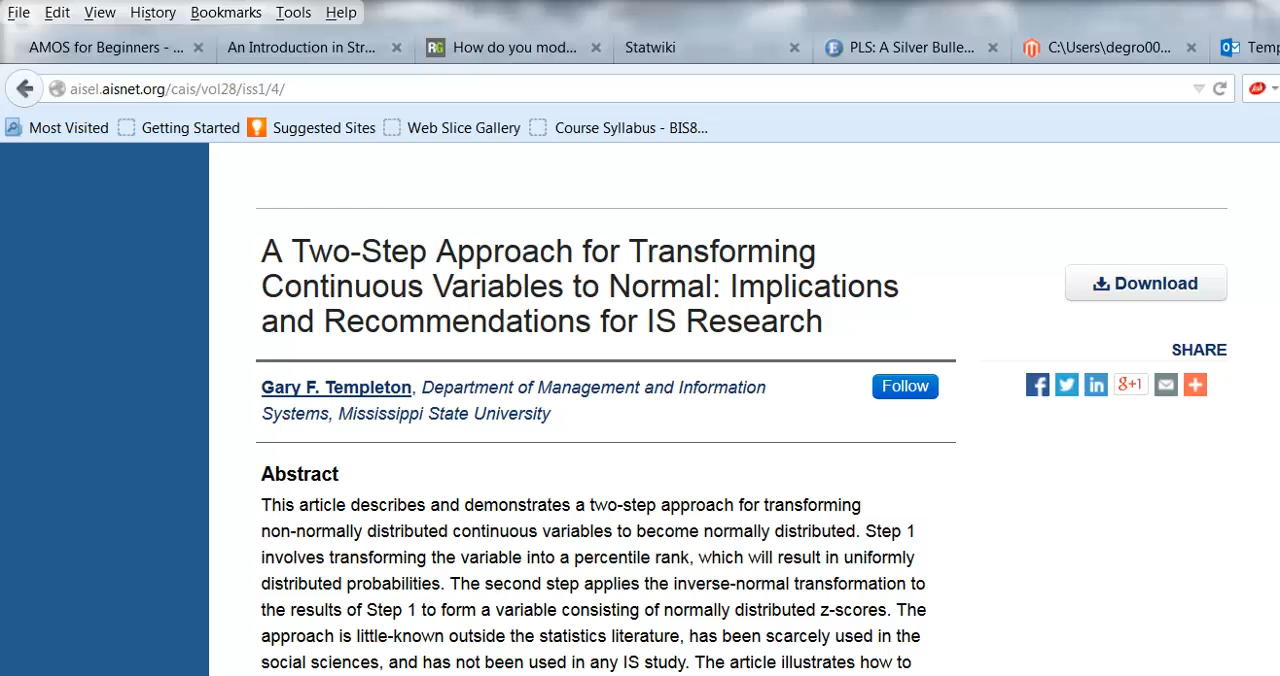 File Edit View History Bookmarks Tools Help
AMOS for Beginners - ... An Introduction in Str... RG How do you mod... Statwiki PLS: A Silver Bulle... C:\Users\degro00... Temp
aisel.aisnet.org/cais/vol28/iss1/4/
Most Visited Getting Started Suggested Sites Web Slice Gallery Course Syllabus - BIS8...
A Two-Step Approach for Transforming
Continuous Variables to Normal: Implications
and Recommendations for IS Research
Download
SHARE
Gary F. Templeton, Department of Management and Information
Systems, Mississippi State University
Follow
g+1
Abstract
This article describes and demonstrates a two-step approach for transforming
non-normally distributed continuous variables to become normally distributed. Step 1
involves transforming the variable into a percentile rank, which will result in uniformly
distributed probabilities. The second step applies the inverse-normal transformation to
the results of Step 1 to form a variable consisting of normally distributed z-scores. The
approach is little-known outside the statistics literature, has been scarcely used in the
social sciences, and has not been used in any IS study. The article illustrates how to